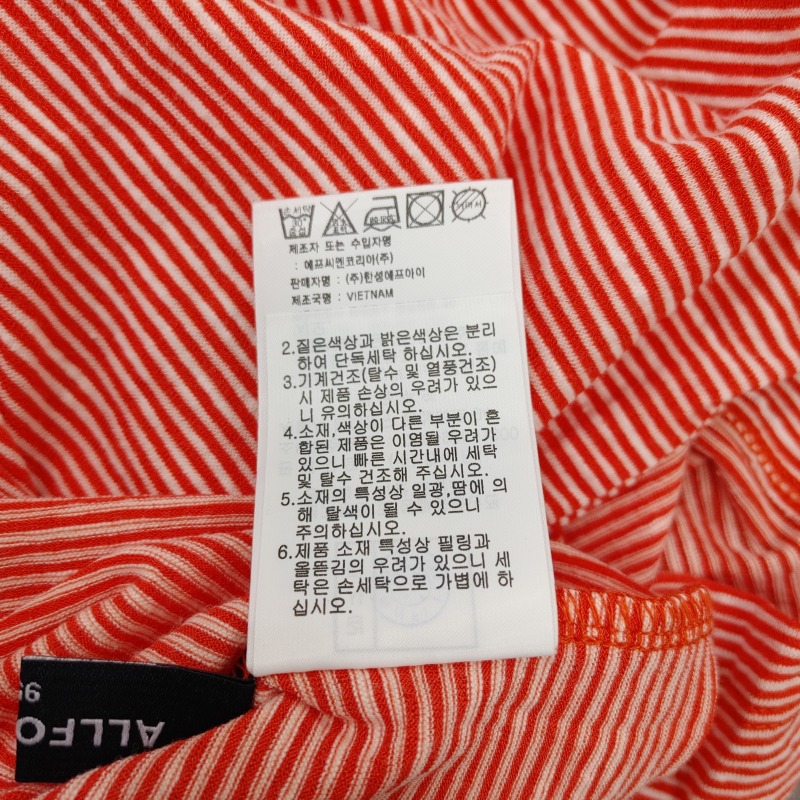 손세탁
중성
제조자 또는 수입자명
: 에프씨엔코리아(주)
판매자명 : (주)한섬에프아이
제조국명 : VIETNAM
2.짙은색상과 밝은색상은 분리
하여 단독세탁 하십시오.
3.기계건조(탈수 및 열풍건조)
시 제품 손상의 우려가 있으
니 유의하십시오.
4.소재,색상이 다른 부분이 혼
합된 제품은 이염될 우려가
있으니 빠른 시간내에 세탁
및 탈수 건조해 주십시오.
5.소재의 특성상 일광,땀에 의
해 탈색이 될 수 있으니
주의하십시오.
6.제품 소재 특성상 필링과
올뜯김의 우려가 있으니 세
탁은 손세탁으로 가볍에 하
십시오.
95
ALLFO